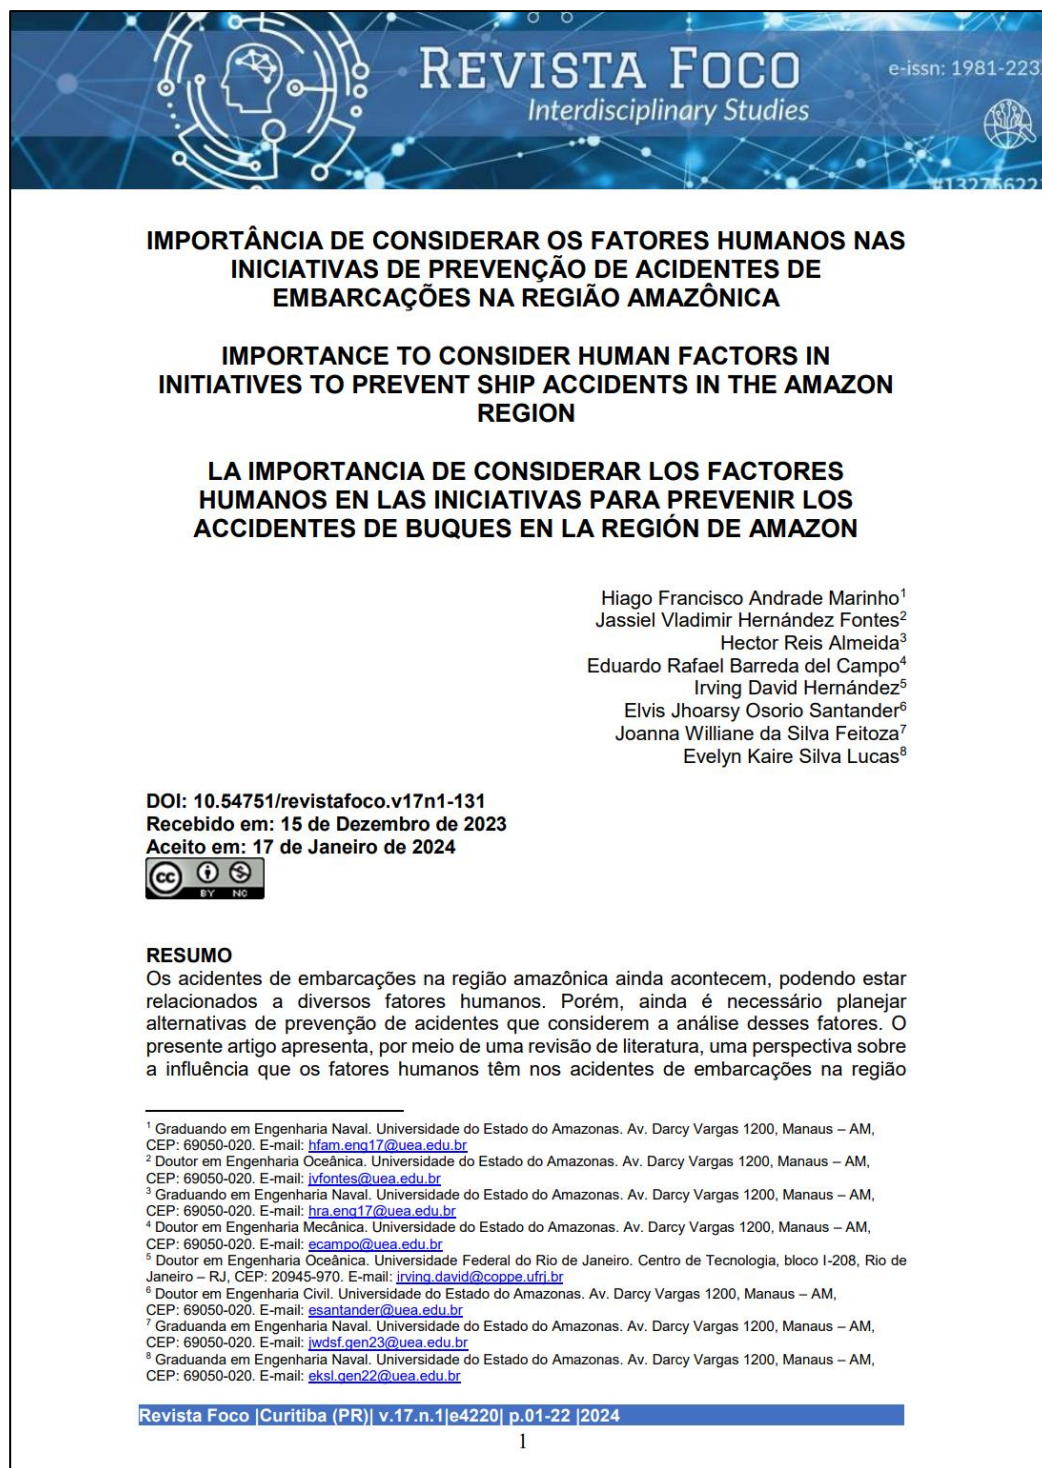 REVISTA FOCO
Interdisciplinary Studies
e-issn: 1981-223
#132756221
IMPORTÂNCIA DE CONSIDERAR OS FATORES HUMANOS NAS
INICIATIVAS DE PREVENÇÃO DE ACIDENTES DE
EMBARCAÇÕES NA REGIÃO AMAZÔNICA
IMPORTANCE TO CONSIDER HUMAN FACTORS IN
INITIATIVES TO PREVENT SHIP ACCIDENTS IN THE AMAZON
REGION
LA IMPORTANCIA DE CONSIDERAR LOS FACTORES
HUMANOS EN LAS INICIATIVAS PARA PREVENIR LOS
ACCIDENTES DE BUQUES EN LA REGIÓN DE AMAZON
Hiago Francisco Andrade Marinho¹
Jassiel Vladimir Hernández Fontes²
Hector Reis Almeida³
Eduardo Rafael Barreda del Campo⁴
Irving David Hernández⁵
Elvis Jhoarsy Osorio Santander⁶
Joanna Williane da Silva Feitoza⁷
Evelyn Kaire Silva Lucas⁸
DOI: 10.54751/revistafoco.v17n1-131
Recebido em: 15 de Dezembro de 2023
Aceito em: 17 de Janeiro de 2024
cc BY NC
RESUMO
Os acidentes de embarcações na região amazônica ainda acontecem, podendo estar
relacionados a diversos fatores humanos. Porém, ainda é necessário planejar
alternativas de prevenção de acidentes que considerem a análise desses fatores. O
presente artigo apresenta, por meio de uma revisão de literatura, uma perspectiva sobre
a influência que os fatores humanos têm nos acidentes de embarcações na região
¹ Graduando em Engenharia Naval. Universidade do Estado do Amazonas. Av. Darcy Vargas 1200, Manaus – AM,
CEP: 69050-020. E-mail: hfam.eng17@uea.edu.br
² Doutor em Engenharia Oceânica. Universidade do Estado do Amazonas. Av. Darcy Vargas 1200, Manaus – AM,
CEP: 69050-020. E-mail: jvfontes@uea.edu.br
³ Graduando em Engenharia Naval. Universidade do Estado do Amazonas. Av. Darcy Vargas 1200, Manaus – AM,
CEP: 69050-020. E-mail: hra.eng17@uea.edu.br
⁴ Doutor em Engenharia Mecânica. Universidade do Estado do Amazonas. Av. Darcy Vargas 1200, Manaus – AM,
CEP: 69050-020. E-mail: ecampo@uea.edu.br
⁵ Doutor em Engenharia Oceânica. Universidade Federal do Rio de Janeiro. Centro de Tecnologia, bloco I-208, Rio de
Janeiro – RJ, CEP: 20945-970. E-mail: irving.david@coppe.ufrj.br
⁶ Doutor em Engenharia Civil. Universidade do Estado do Amazonas. Av. Darcy Vargas 1200, Manaus – AM,
CEP: 69050-020. E-mail: esantander@uea.edu.br
⁷ Graduanda em Engenharia Naval. Universidade do Estado do Amazonas. Av. Darcy Vargas 1200, Manaus – AM,
CEP: 69050-020. E-mail: jwdsf.gen23@uea.edu.br
⁸ Graduanda em Engenharia Naval. Universidade do Estado do Amazonas. Av. Darcy Vargas 1200, Manaus – AM,
CEP: 69050-020. E-mail: eksl.gen22@uea.edu.br
Revista Foco |Curitiba (PR)| v.17.n.1|e4220| p.01-22 |2024
1